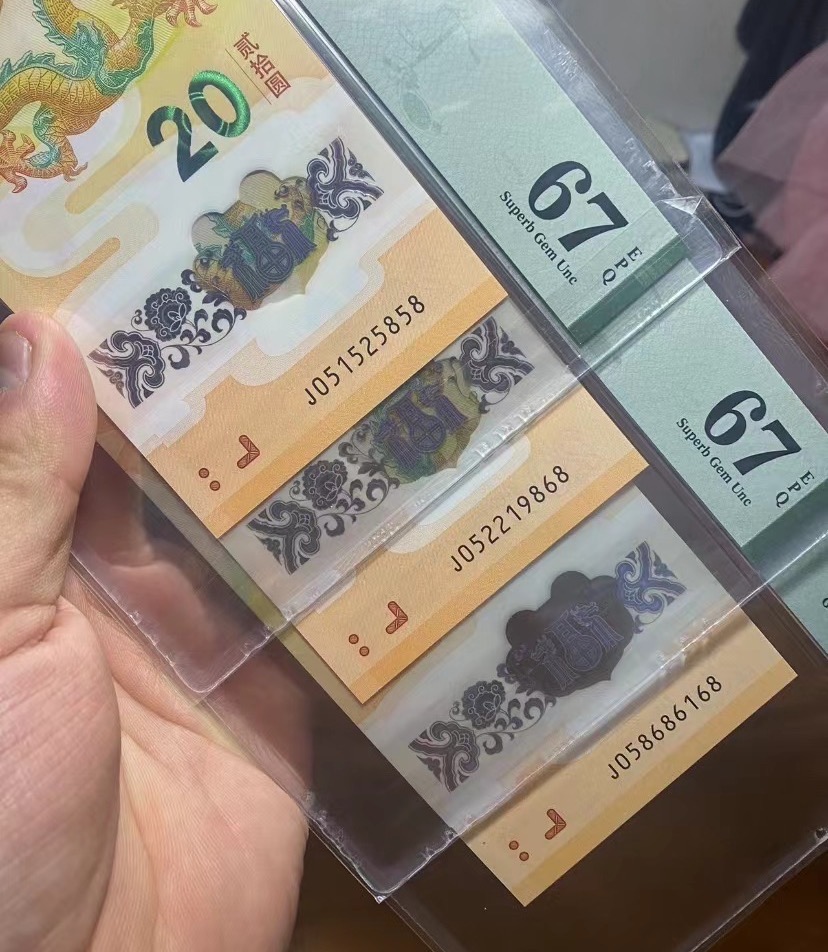 20
贰拾圆
J051525858
67
EPQ
Superb Gem Unc
J052219868
67
EPQ
Superb Gem Unc
J058686168